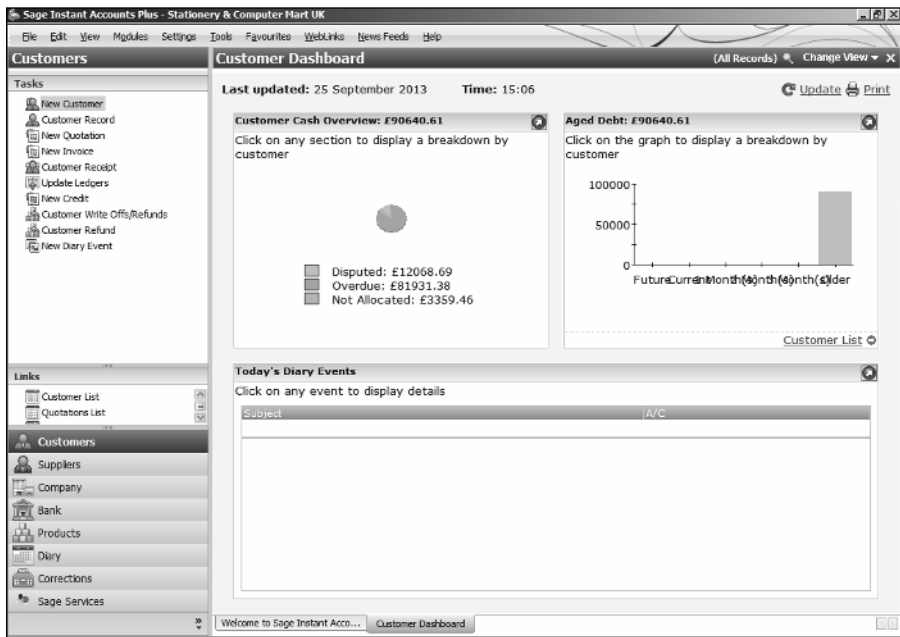 Sage Instant Accounts Plus - Stationery & Computer Mart UK
File Edit View Modules Settings Tools Favourites WebLinks News Feeds Help
Customers
Tasks
New Customer
Customer Record
New Quotation
New Invoice
Customer Receipt
Update Ledgers
New Credit
Customer Write Offs/Refunds
Customer Refund
New Diary Event
Links
Customer List
Quotations List
Customers
Suppliers
Company
Bank
Products
Diary
Corrections
Sage Services
Customer Dashboard
(All Records) Change View
Last updated: 25 September 2013 Time: 15:06
Update Print
Customer Cash Overview: £90640.61
Click on any section to display a breakdown by
customer
Disputed: £12068.69
Overdue: £81931.38
Not Allocated: £3359.46
Aged Debt: £90640.61
Click on the graph to display a breakdown by
customer
100000
50000
0
Future Current Older
Customer List
Today's Diary Events
Click on any event to display details
Subject A/C
Welcome to Sage Instant Acco... Customer Dashboard